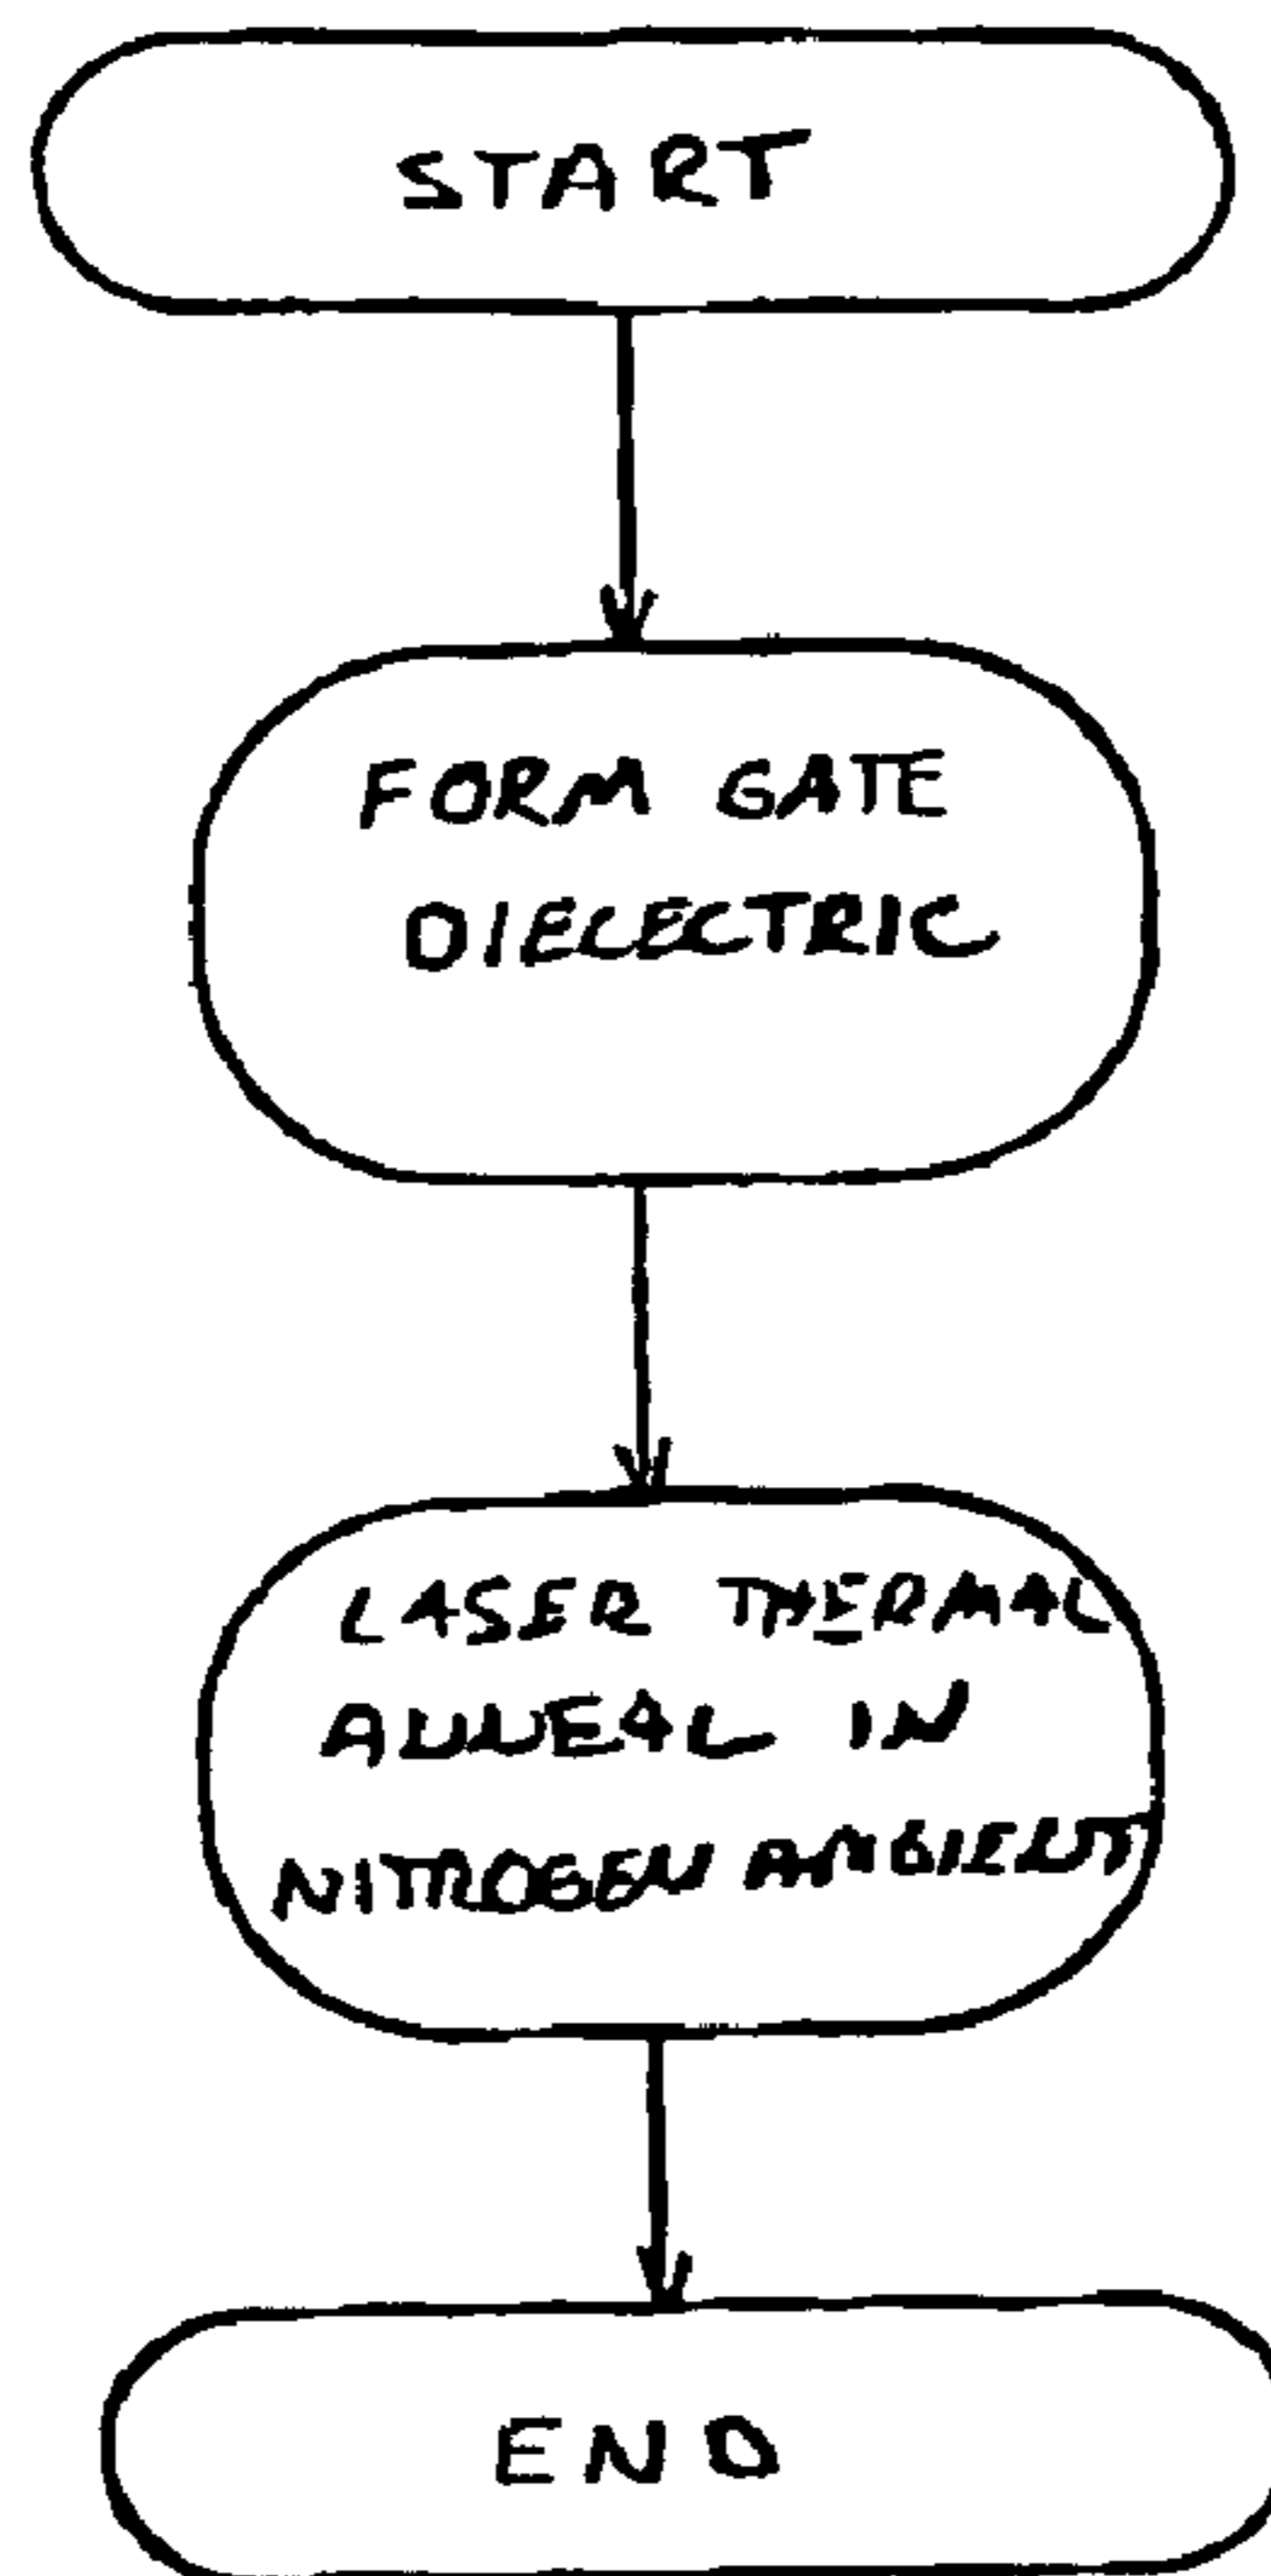 START
FORM GATE
DIELECTRIC
LASER THERMAL
ANNEAL IN
NITROGEN AMBIENT
END